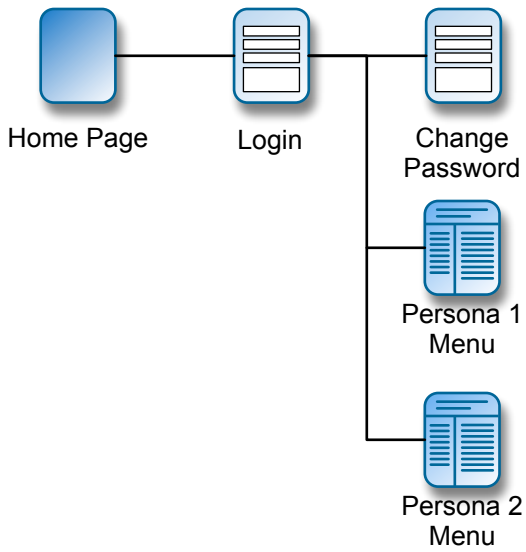 Home Page
Login
Change
Password
Persona 1
Menu
Persona 2
Menu